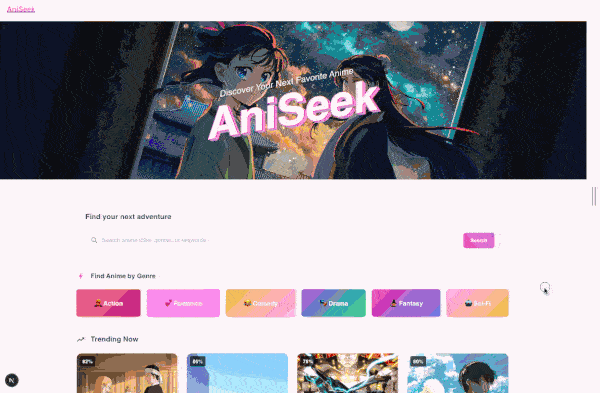 AniSeek
Discover Your Next Favorite Anime
AniSeek
Find your next adventure
Search anime titles, genres, or keywords...
Search
Find Anime by Genre
Action
Romance
Comedy
Drama
Fantasy
Sci-Fi
Trending Now
82%
86%
78%
N